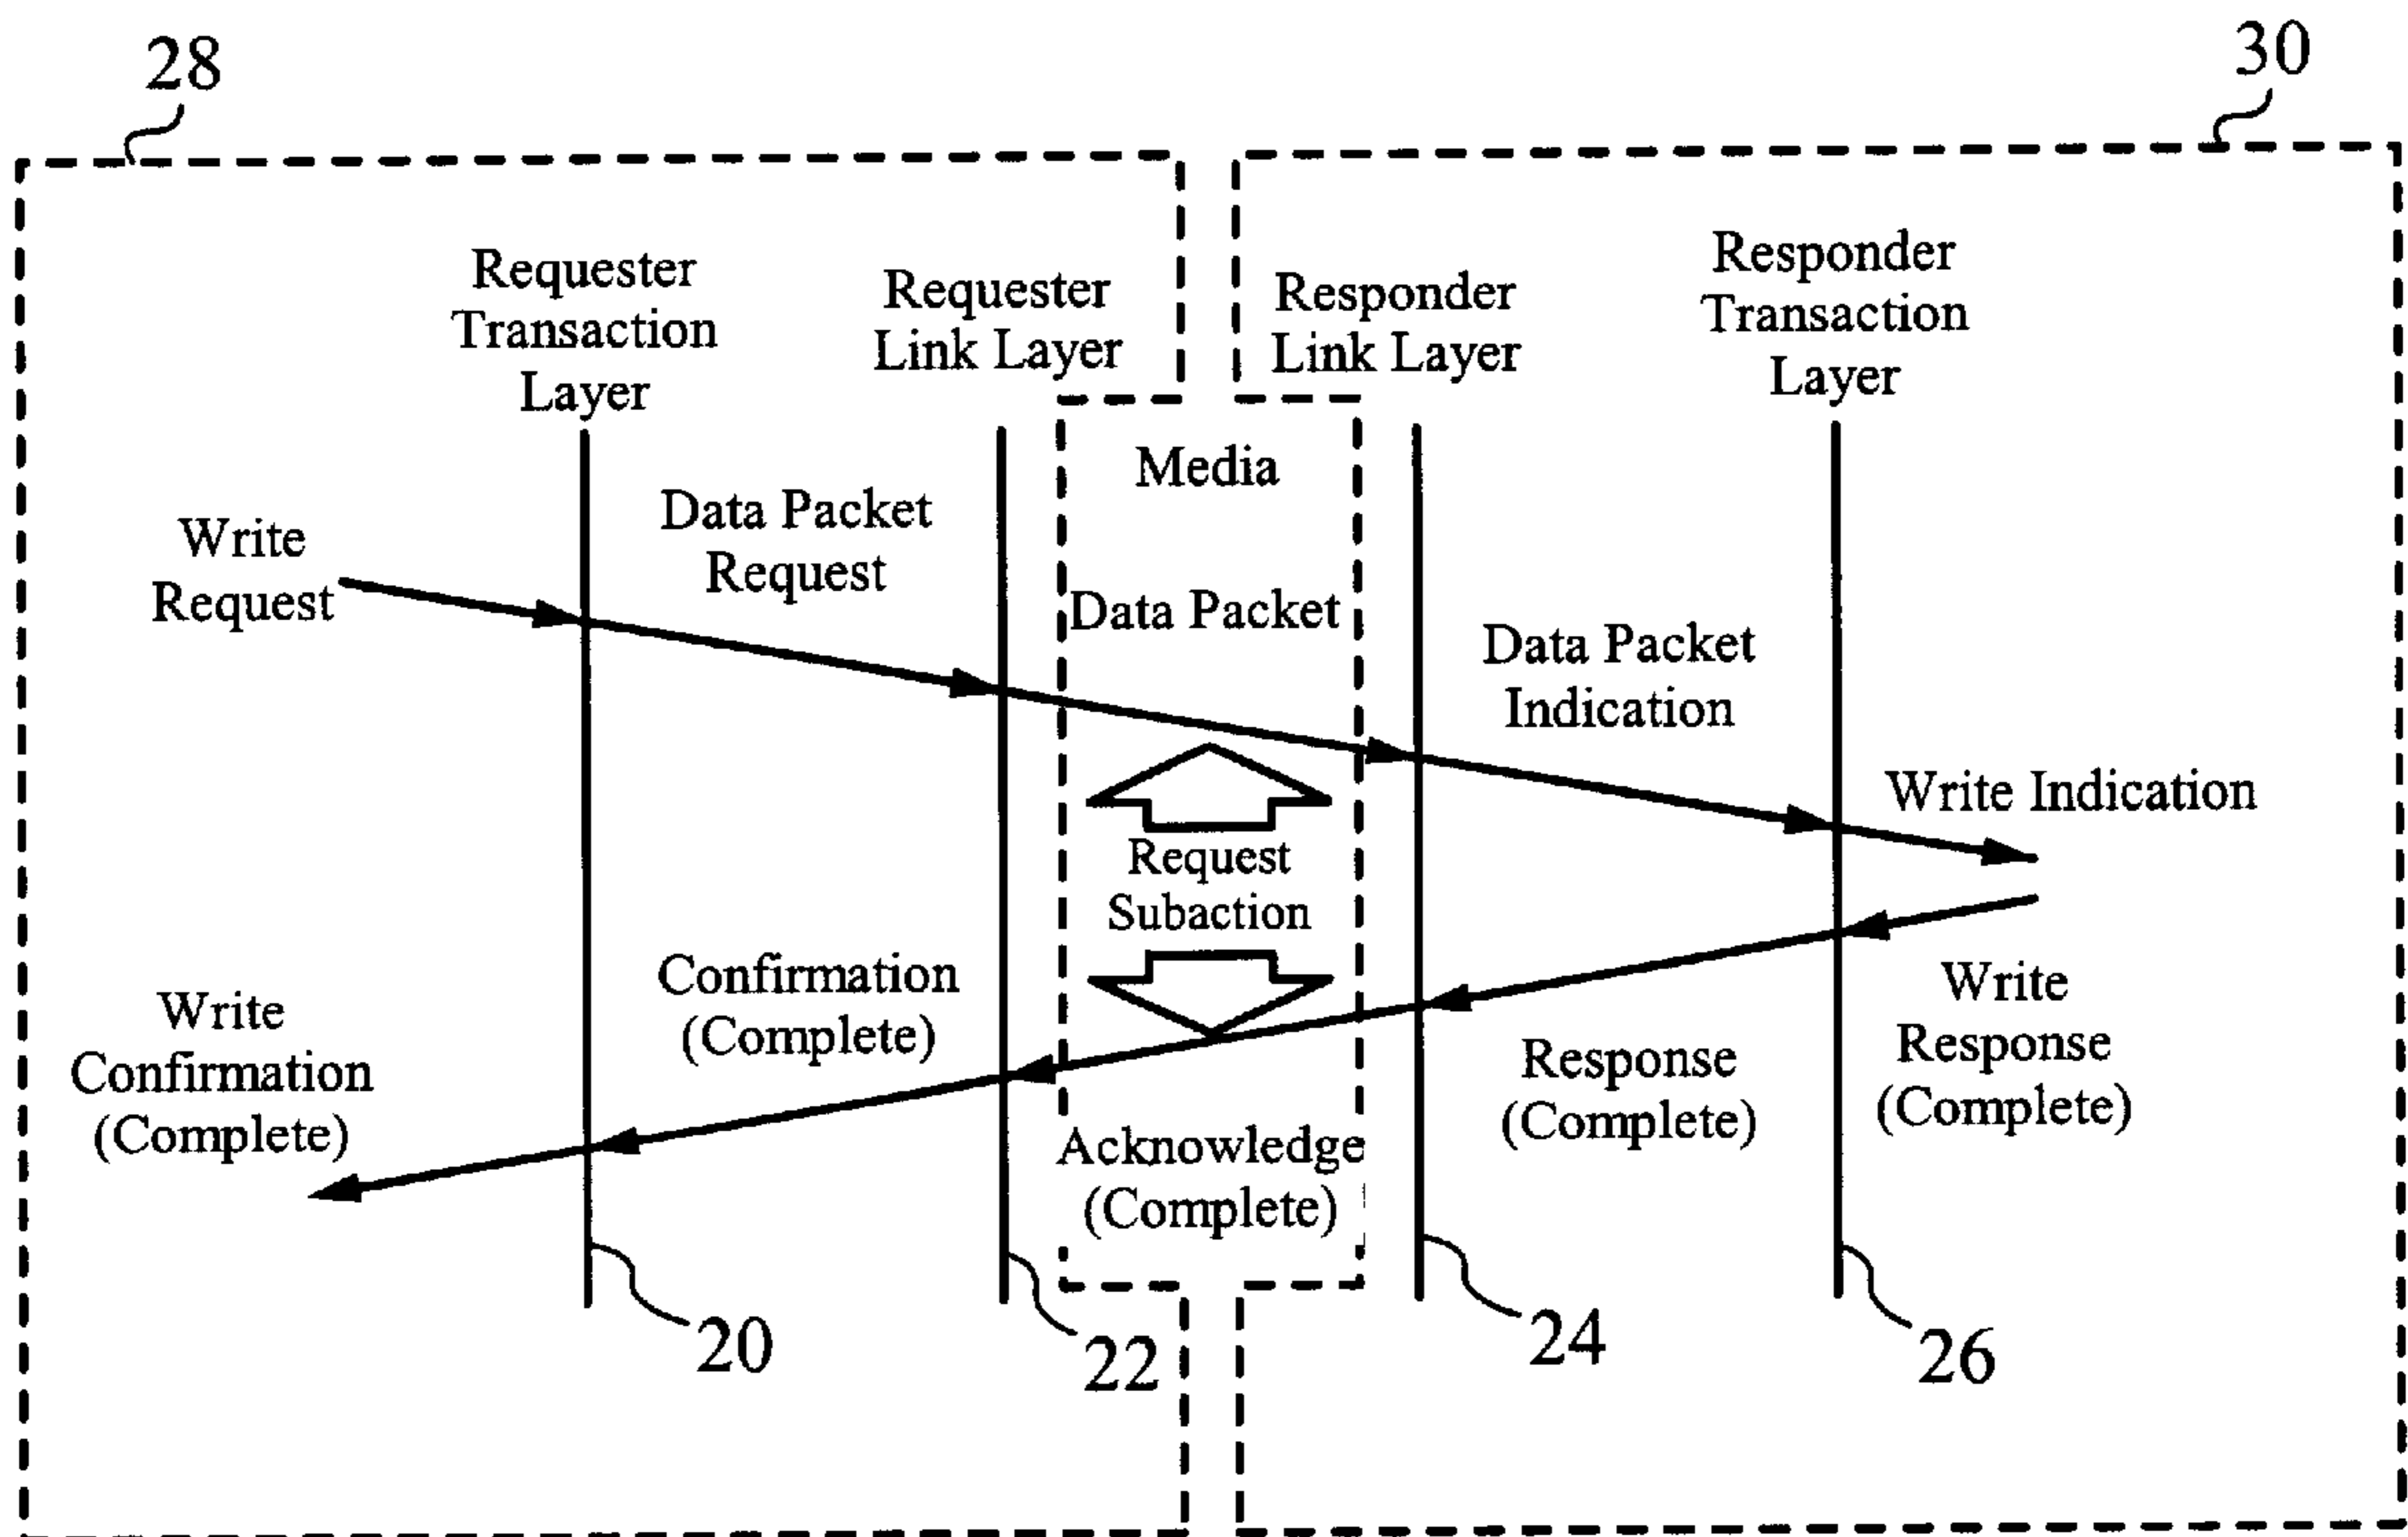 28
30
Requester
Transaction
Layer
Requester
Link Layer
Responder
Link Layer
Responder
Transaction
Layer
Media
Write
Request
Data Packet
Request
Data Packet
Data Packet
Indication
Write Indication
Request
Subaction
Write
Confirmation
(Complete)
Confirmation
(Complete)
Acknowledge
(Complete)
Response
(Complete)
Write
Response
(Complete)
20
22
24
26